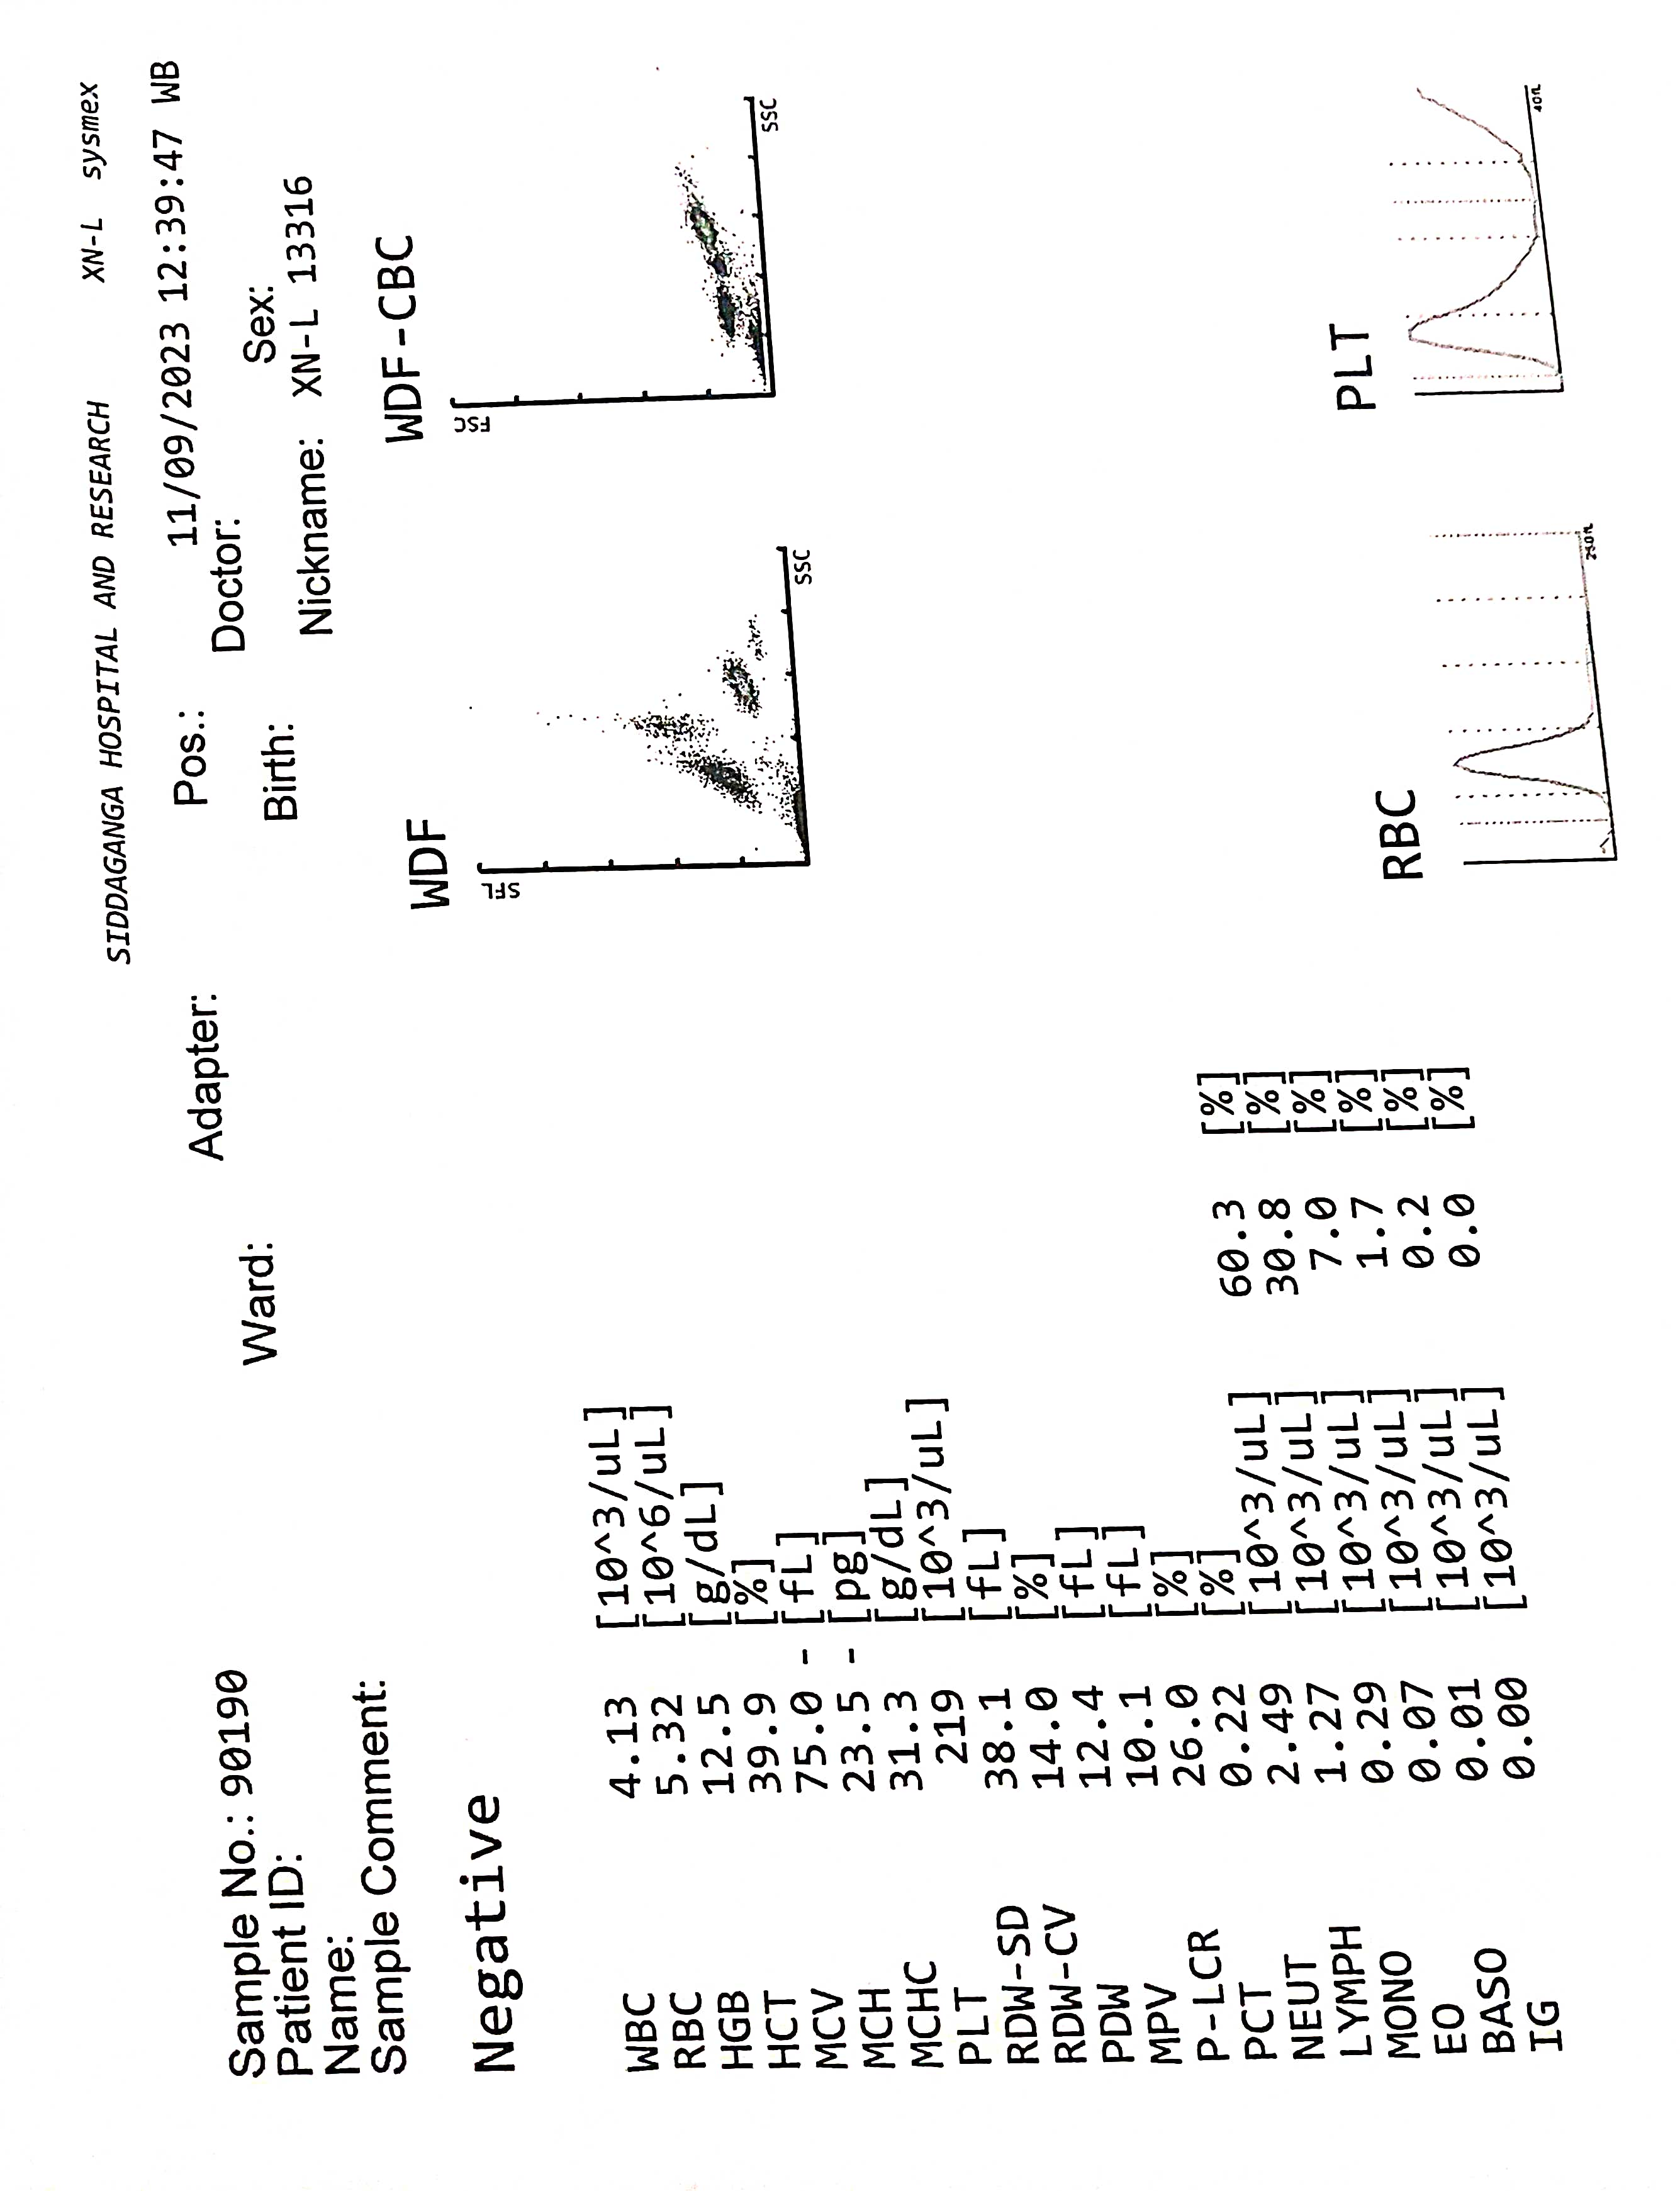 SIDDAGANGA HOSPITAL AND RESEARCH XN-L sysmex
Sample No.: 90190 Adapter: Pos.: 11/09/2023 12:39:47 WB
Patient ID: Ward: Doctor:
Name: Birth: Sex:
Sample Comment: Nickname: XN-L 13316
Negative
WDF WDF-CBC
SFL FSC
SSC SSC
WBC 4.13 [10^3/uL]
RBC 5.32 [10^6/uL]
HGB 12.5 [g/dL]
HCT 39.9 [%]
MCV 75.0 - [fL]
MCH 23.5 - [pg]
MCHC 31.3 [g/dL]
PLT 219 [10^3/uL]
RDW-SD 38.1 [fL]
RDW-CV 14.0 [%]
PDW 12.4 [fL]
MPV 10.1 [fL]
P-LCR 26.0 [%]
PCT 0.22 [%]
NEUT 2.49 [10^3/uL] 60.3 [%]
LYMPH 1.27 [10^3/uL] 30.8 [%]
MONO 0.29 [10^3/uL] 7.0 [%]
EO 0.07 [10^3/uL] 1.7 [%]
BASO 0.01 [10^3/uL] 0.2 [%]
IG 0.00 [10^3/uL] 0.0 [%]
RBC PLT
250fL 40fL